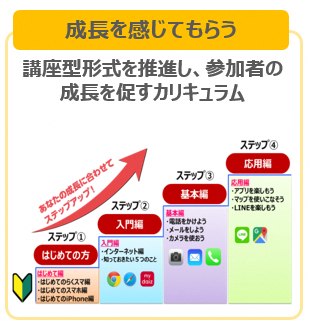 成長を感じてもらう
講座型形式を推進し、参加者の
成長を促すカリキュラム
あなたの成長に合わせて
ステップアップ！
ステップ①
はじめての方
はじめて編
・はじめてのらくスマ編
・はじめてのスマホ編
・はじめてのiPhone編
ステップ②
入門編
入門編
・インターネット編
・知っておきたい５つのこと
my
daiz
ステップ③
基本編
基本編
・電話をかけよう
・メールをしよう
・カメラを使おう
ステップ④
応用編
応用編
・アプリを楽しもう
・マップを使いこなそう
・LINEを楽しもう
LINE